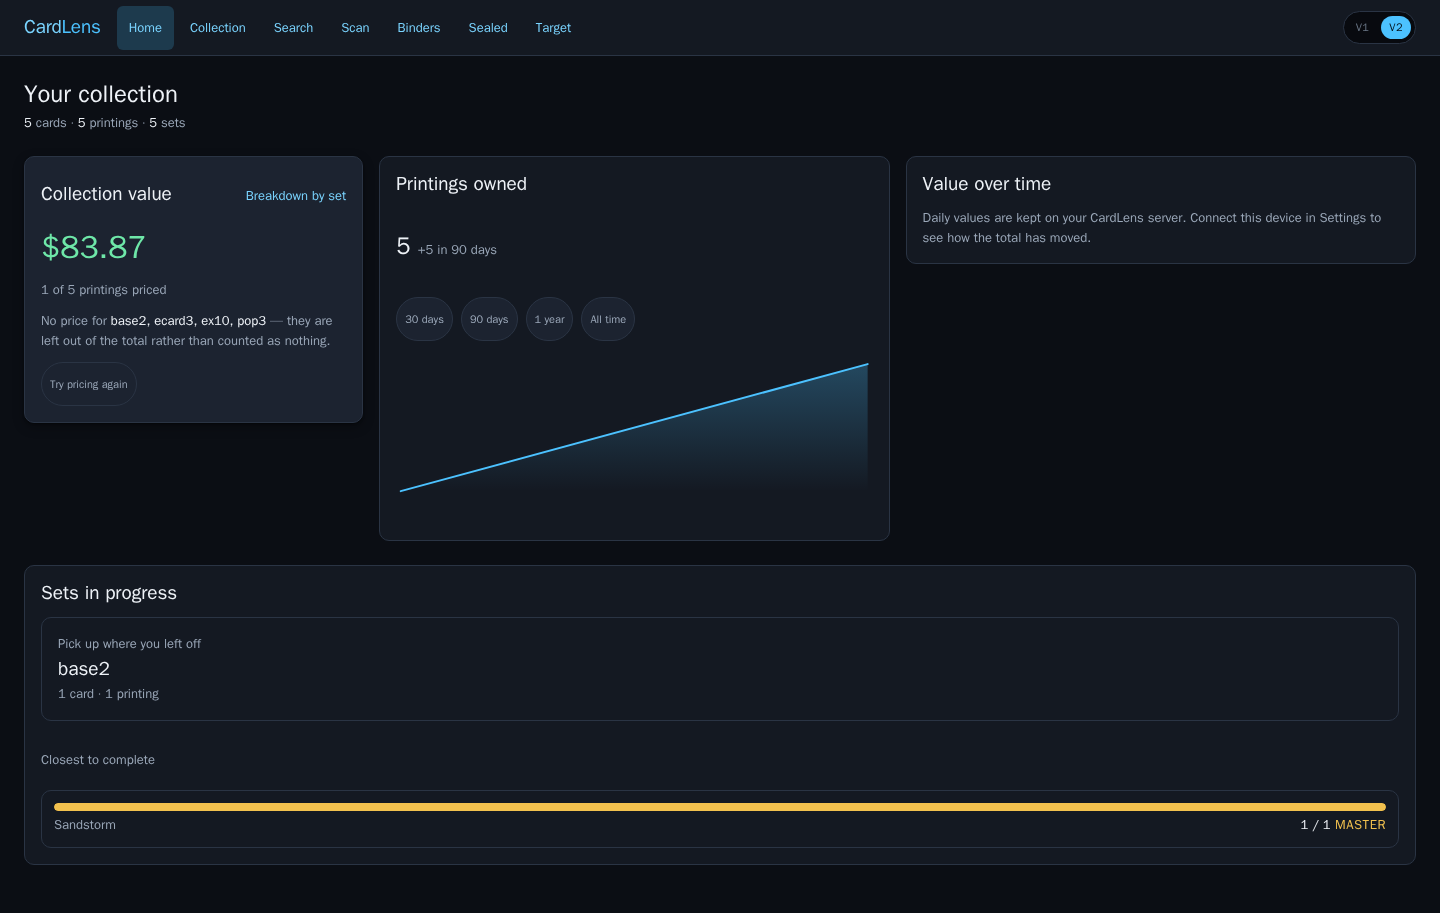 CardLens
Home
Collection
Search
Scan
Binders
Sealed
Target
V1
V2
Your collection
5 cards · 5 printings · 5 sets
Collection value
Breakdown by set
$83.87
1 of 5 printings priced
No price for base2, ecard3, ex10, pop3 — they are
left out of the total rather than counted as nothing.
Try pricing again
Printings owned
5 +5 in 90 days
30 days
90 days
1 year
All time
Value over time
Daily values are kept on your CardLens server. Connect this device in Settings to
see how the total has moved.
Sets in progress
Pick up where you left off
base2
1 card · 1 printing
Closest to complete
Sandstorm
1 / 1 MASTER